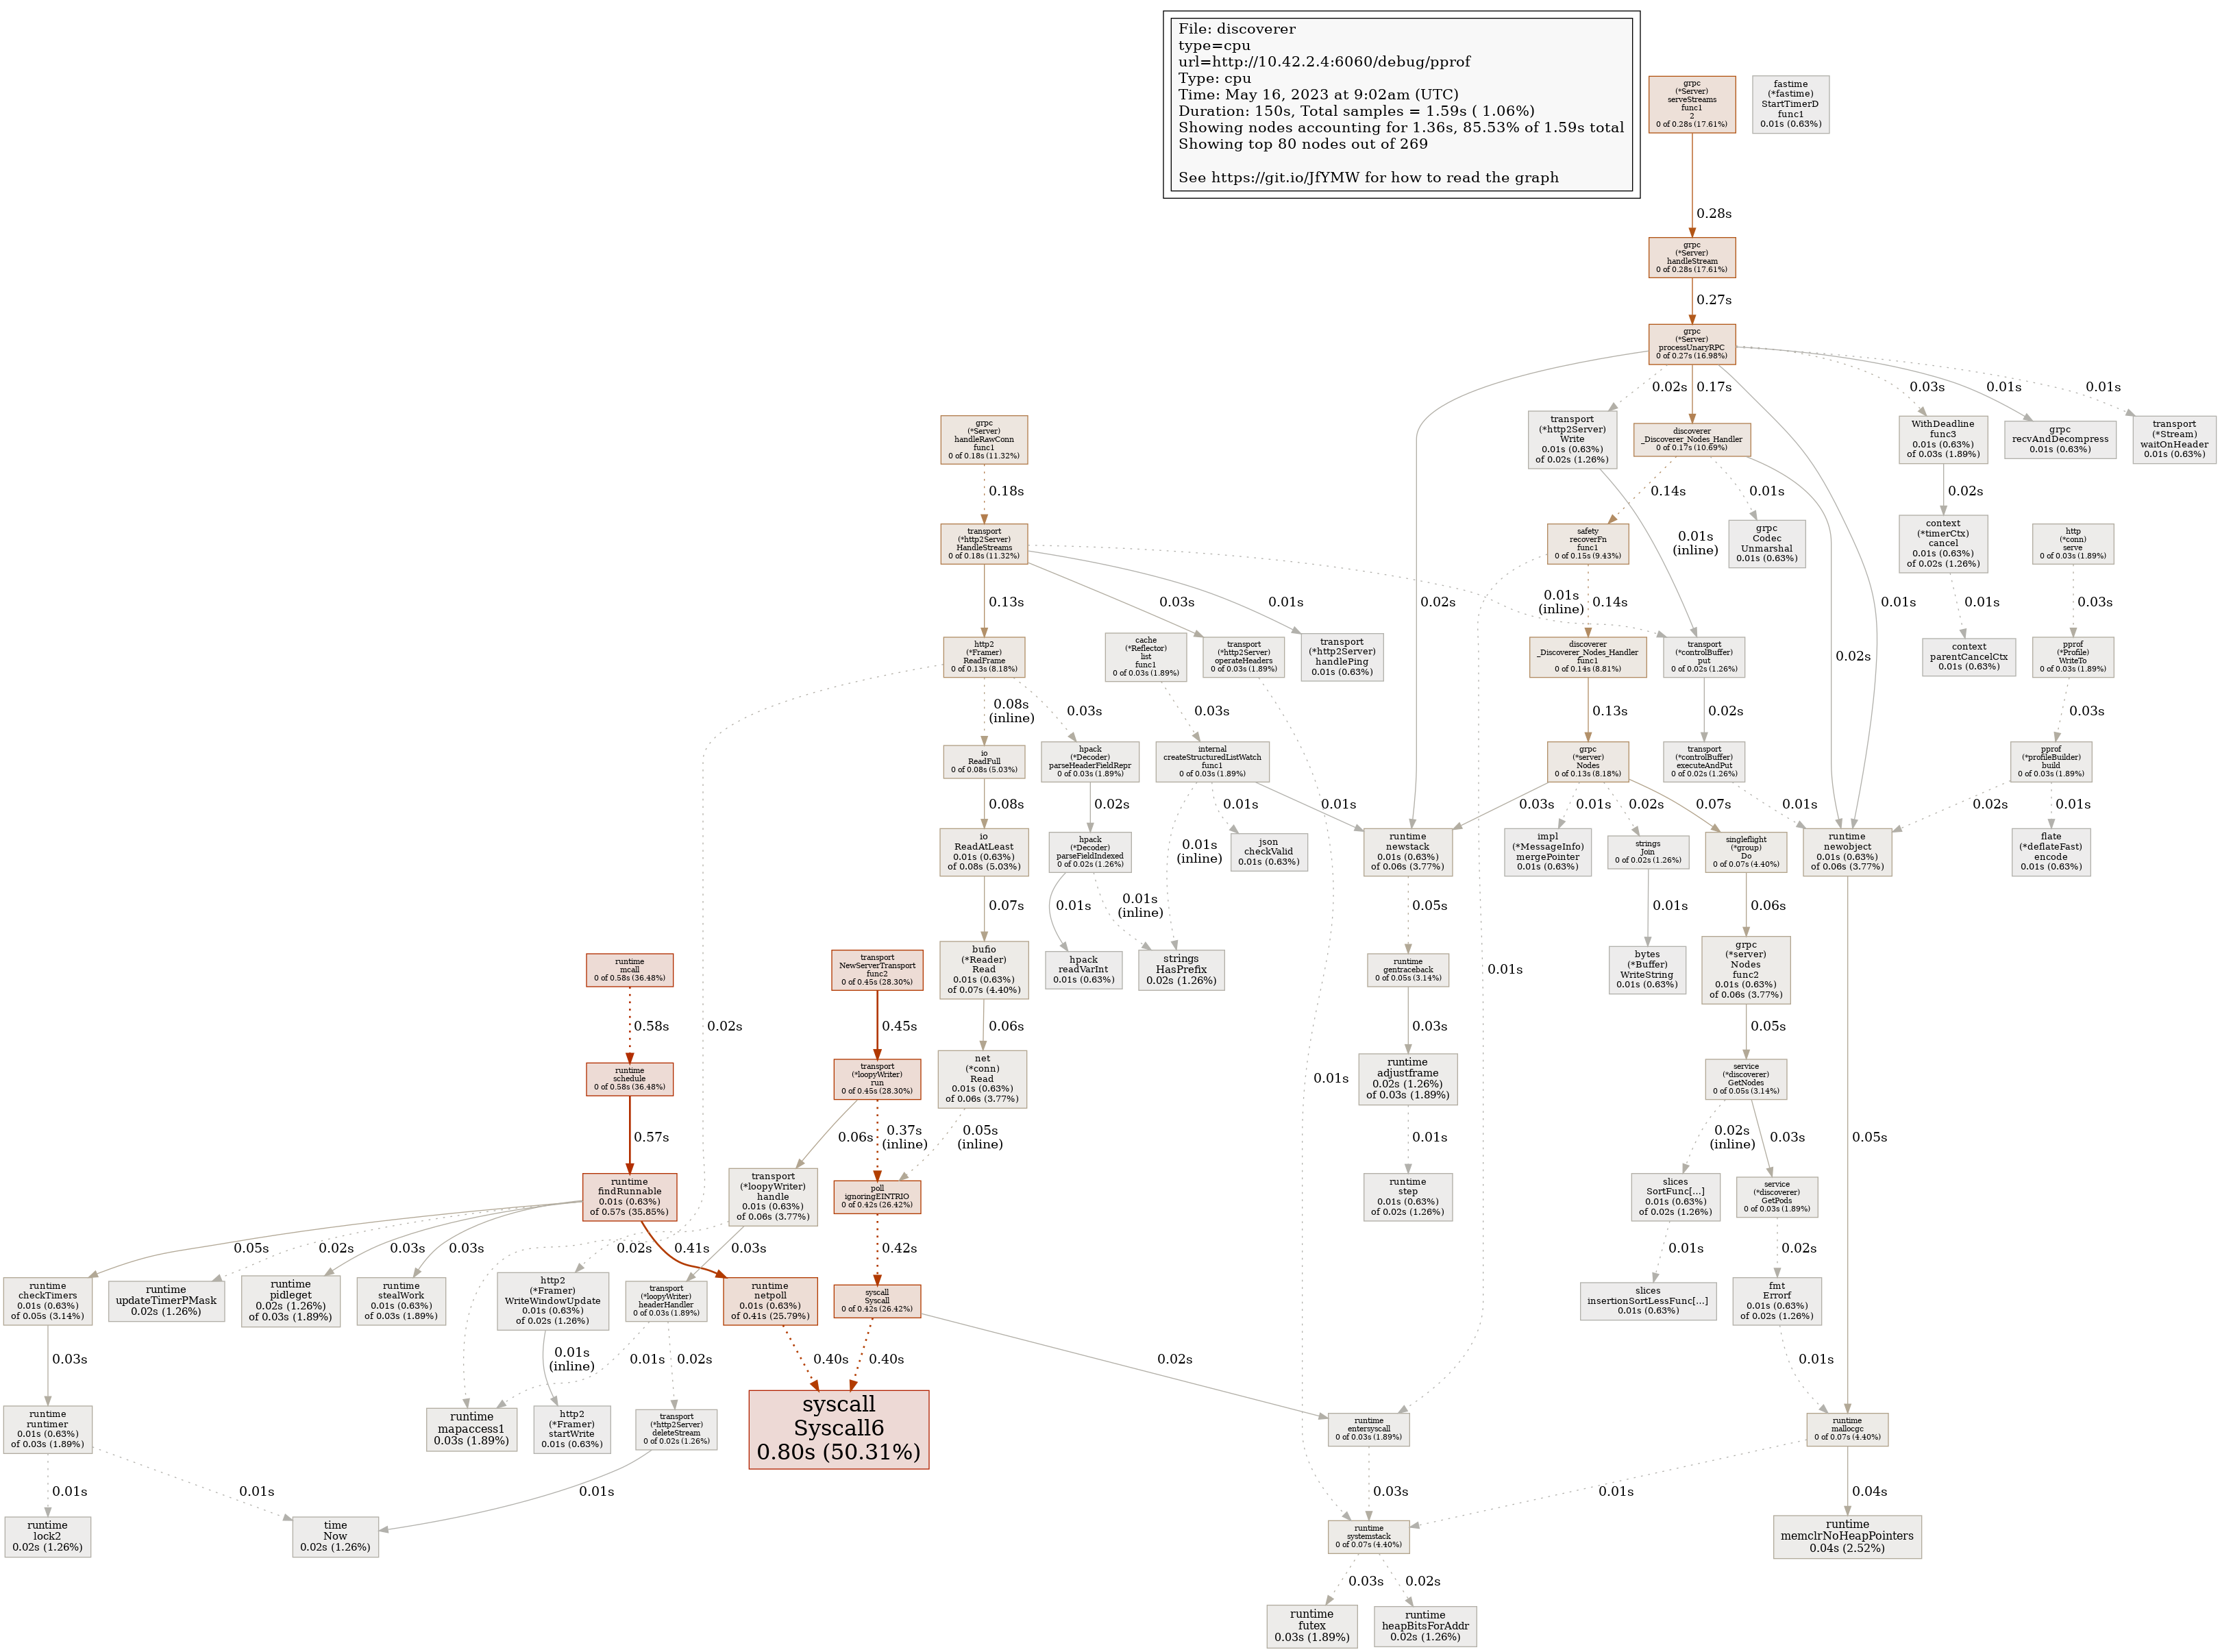 File: discoverer
type=cpu
url=http://10.42.2.4:6060/debug/pprof
Type: cpu
Time: May 16, 2023 at 9:02am (UTC)
Duration: 150s, Total samples = 1.59s ( 1.06%)
Showing nodes accounting for 1.36s, 85.53% of 1.59s total
Showing top 80 nodes out of 269
See https://git.io/JfYMW for how to read the graph
grpc
(*Server)
serveStreams
func1
2
0 of 0.28s (17.61%)
fastime
(*fastime)
StartTimerD
func1
0.01s (0.63%)
0.28s
grpc
(*Server)
handleStream
0 of 0.28s (17.61%)
0.27s
grpc
(*Server)
processUnaryRPC
0 of 0.27s (16.98%)
0.02s
0.17s
0.03s
0.01s
0.01s
grpc
(*Server)
handleRawConn
func1
0 of 0.18s (11.32%)
transport
(*http2Server)
Write
0.01s (0.63%)
of 0.02s (1.26%)
discoverer
_Discoverer_Nodes_Handler
0 of 0.17s (10.69%)
WithDeadline
func3
0.01s (0.63%)
of 0.03s (1.89%)
grpc
recvAndDecompress
0.01s (0.63%)
transport
(*Stream)
waitOnHeader
0.01s (0.63%)
0.18s
0.14s
0.01s
0.02s
transport
(*http2Server)
HandleStreams
0 of 0.18s (11.32%)
safety
recoverFn
func1
0 of 0.15s (9.43%)
0.01s
(inline)
grpc
Codec
Unmarshal
0.01s (0.63%)
context
(*timerCtx)
cancel
0.01s (0.63%)
of 0.02s (1.26%)
http
(*conn)
serve
0 of 0.03s (1.89%)
0.13s
0.03s
0.01s
0.02s
0.01s
(inline)
0.14s
0.01s
0.01s
0.03s
http2
(*Framer)
ReadFrame
0 of 0.13s (8.18%)
cache
(*Reflector)
list
func1
0 of 0.03s (1.89%)
transport
(*http2Server)
operateHeaders
0 of 0.03s (1.89%)
transport
(*http2Server)
handlePing
0.01s (0.63%)
discoverer
_Discoverer_Nodes_Handler
func1
0 of 0.14s (8.81%)
transport
(*controlBuffer)
put
0 of 0.02s (1.26%)
0.02s
context
parentCancelCtx
0.01s (0.63%)
pprof
(*Profile)
WriteTo
0 of 0.03s (1.89%)
0.08s
(inline)
0.03s
0.03s
0.13s
0.02s
0.03s
io
ReadFull
0 of 0.08s (5.03%)
hpack
(*Decoder)
parseHeaderFieldRepr
0 of 0.03s (1.89%)
internal
createStructuredListWatch
func1
0 of 0.03s (1.89%)
grpc
(*server)
Nodes
0 of 0.13s (8.18%)
transport
(*controlBuffer)
executeAndPut
0 of 0.02s (1.26%)
pprof
(*profileBuilder)
build
0 of 0.03s (1.89%)
0.08s
0.02s
0.01s
0.01s
0.03s
0.01s
0.02s
0.07s
0.01s
0.02s
0.01s
io
ReadAtLeast
0.01s (0.63%)
of 0.08s (5.03%)
hpack
(*Decoder)
parseFieldIndexed
0 of 0.02s (1.26%)
0.01s
(inline)
json
checkValid
0.01s (0.63%)
runtime
newstack
0.01s (0.63%)
of 0.06s (3.77%)
impl
(*MessageInfo)
mergePointer
0.01s (0.63%)
strings
Join
0 of 0.02s (1.26%)
singleflight
(*group)
Do
0 of 0.07s (4.40%)
runtime
newobject
0.01s (0.63%)
of 0.06s (3.77%)
flate
(*deflateFast)
encode
0.01s (0.63%)
0.07s
0.01s
0.01s
(inline)
0.05s
0.01s
0.06s
runtime
mcall
0 of 0.58s (36.48%)
transport
NewServerTransport
func2
0 of 0.45s (28.30%)
bufio
(*Reader)
Read
0.01s (0.63%)
of 0.07s (4.40%)
hpack
readVarInt
0.01s (0.63%)
strings
HasPrefix
0.02s (1.26%)
runtime
gentraceback
0 of 0.05s (3.14%)
0.01s
bytes
(*Buffer)
WriteString
0.01s (0.63%)
grpc
(*server)
Nodes
func2
0.01s (0.63%)
of 0.06s (3.77%)
0.58s
0.02s
0.45s
0.06s
0.03s
0.05s
runtime
schedule
0 of 0.58s (36.48%)
transport
(*loopyWriter)
run
0 of 0.45s (28.30%)
net
(*conn)
Read
0.01s (0.63%)
of 0.06s (3.77%)
0.01s
runtime
adjustframe
0.02s (1.26%)
of 0.03s (1.89%)
service
(*discoverer)
GetNodes
0 of 0.05s (3.14%)
0.57s
0.06s
0.37s
(inline)
0.05s
(inline)
0.01s
0.02s
(inline)
0.03s
0.05s
runtime
findRunnable
0.01s (0.63%)
of 0.57s (35.85%)
transport
(*loopyWriter)
handle
0.01s (0.63%)
of 0.06s (3.77%)
poll
ignoringEINTRIO
0 of 0.42s (26.42%)
runtime
step
0.01s (0.63%)
of 0.02s (1.26%)
slices
SortFunc[...]
0.01s (0.63%)
of 0.02s (1.26%)
service
(*discoverer)
GetPods
0 of 0.03s (1.89%)
0.05s
0.02s
0.03s
0.03s
0.02s
0.41s
0.03s
0.42s
0.01s
0.02s
runtime
checkTimers
0.01s (0.63%)
of 0.05s (3.14%)
runtime
updateTimerPMask
0.02s (1.26%)
runtime
pidleget
0.02s (1.26%)
of 0.03s (1.89%)
runtime
stealWork
0.01s (0.63%)
of 0.03s (1.89%)
http2
(*Framer)
WriteWindowUpdate
0.01s (0.63%)
of 0.02s (1.26%)
transport
(*loopyWriter)
headerHandler
0 of 0.03s (1.89%)
runtime
netpoll
0.01s (0.63%)
of 0.41s (25.79%)
syscall
Syscall
0 of 0.42s (26.42%)
slices
insertionSortLessFunc[...]
0.01s (0.63%)
fmt
Errorf
0.01s (0.63%)
of 0.02s (1.26%)
0.03s
0.01s
(inline)
0.01s
0.02s
0.40s
0.40s
0.02s
0.01s
runtime
runtimer
0.01s (0.63%)
of 0.03s (1.89%)
runtime
mapaccess1
0.03s (1.89%)
http2
(*Framer)
startWrite
0.01s (0.63%)
transport
(*http2Server)
deleteStream
0 of 0.02s (1.26%)
syscall
Syscall6
0.80s (50.31%)
runtime
entersyscall
0 of 0.03s (1.89%)
runtime
mallocgc
0 of 0.07s (4.40%)
0.01s
0.01s
0.01s
0.03s
0.01s
0.04s
runtime
lock2
0.02s (1.26%)
time
Now
0.02s (1.26%)
runtime
systemstack
0 of 0.07s (4.40%)
runtime
memclrNoHeapPointers
0.04s (2.52%)
0.03s
0.02s
runtime
futex
0.03s (1.89%)
runtime
heapBitsForAddr
0.02s (1.26%)